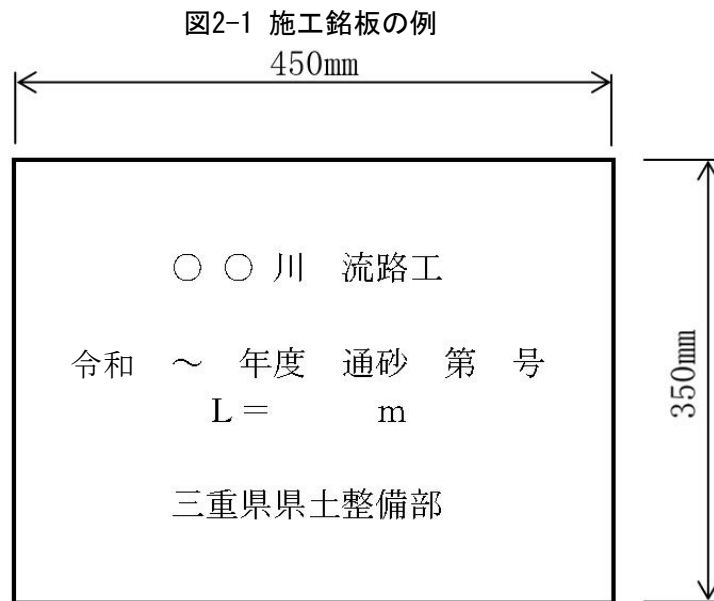 図2-1 施工銘板の例
450mm
○ ○ 川　流路工
令和　～　年度　通砂　第　号
L＝　　　m
三重県県土整備部
350mm